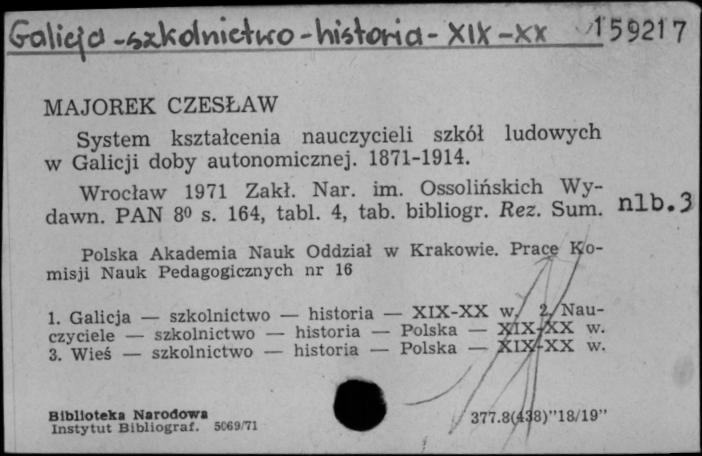 Galicja - szkolnictwo - historia - XIX - XX 159217
MAJOREK CZESŁAW
System kształcenia nauczycieli szkół ludowych
w Galicji doby autonomicznej. 1871-1914.
Wrocław 1971 Zakł. Nar. im. Ossolińskich Wy-
dawn. PAN 8⁰ s. 164, tabl. 4, tab. bibliogr. Rez. Sum. nlb.3
Polska Akademia Nauk Oddział w Krakowie. Prace Ko-
misji Nauk Pedagogicznych nr 16
1. Galicja — szkolnictwo — historia — XIX-XX w. 2. Nau-
czyciele — szkolnictwo — historia — Polska — XIX-XX w.
3. Wieś — szkolnictwo — historia — Polska — XIX-XX w.
Biblioteka Narodowa
Instytut Bibliograf. 5069/71
377.8(438)"18/19"